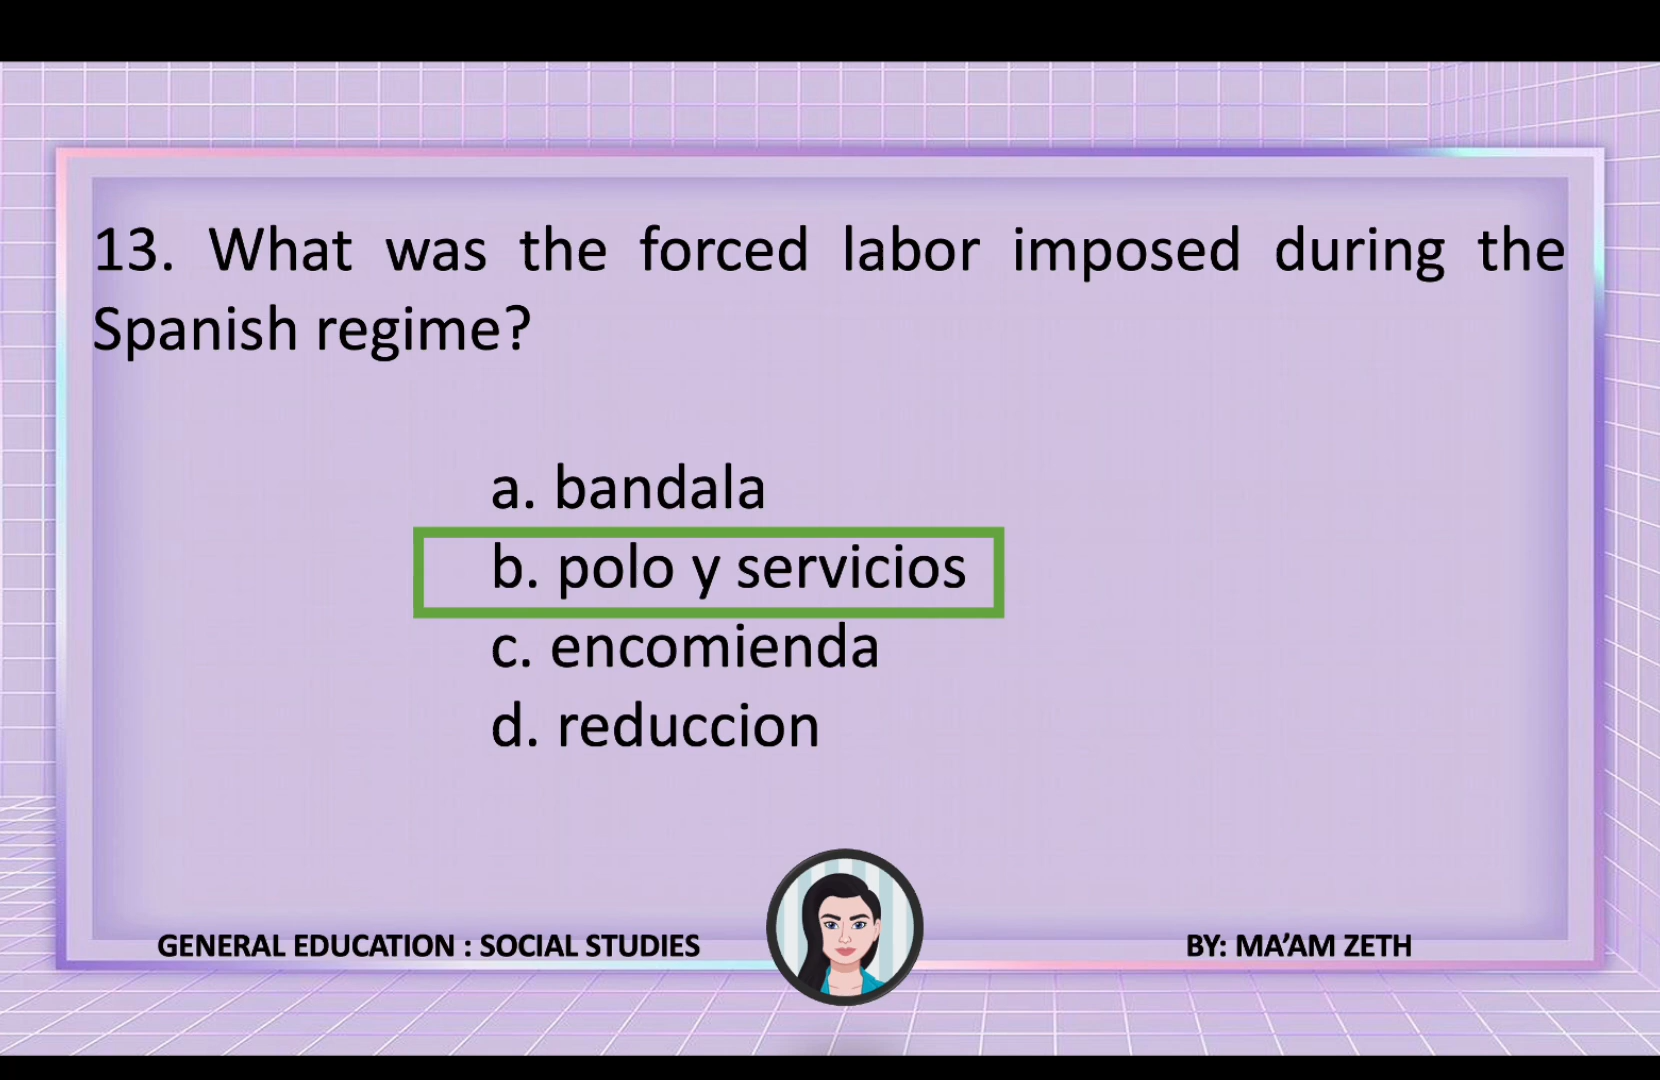 13. What was the forced labor imposed during the
Spanish regime?
a. bandala
b. polo y servicios
c. encomienda
d. reduccion
GENERAL EDUCATION : SOCIAL STUDIES
BY: MA’AM ZETH